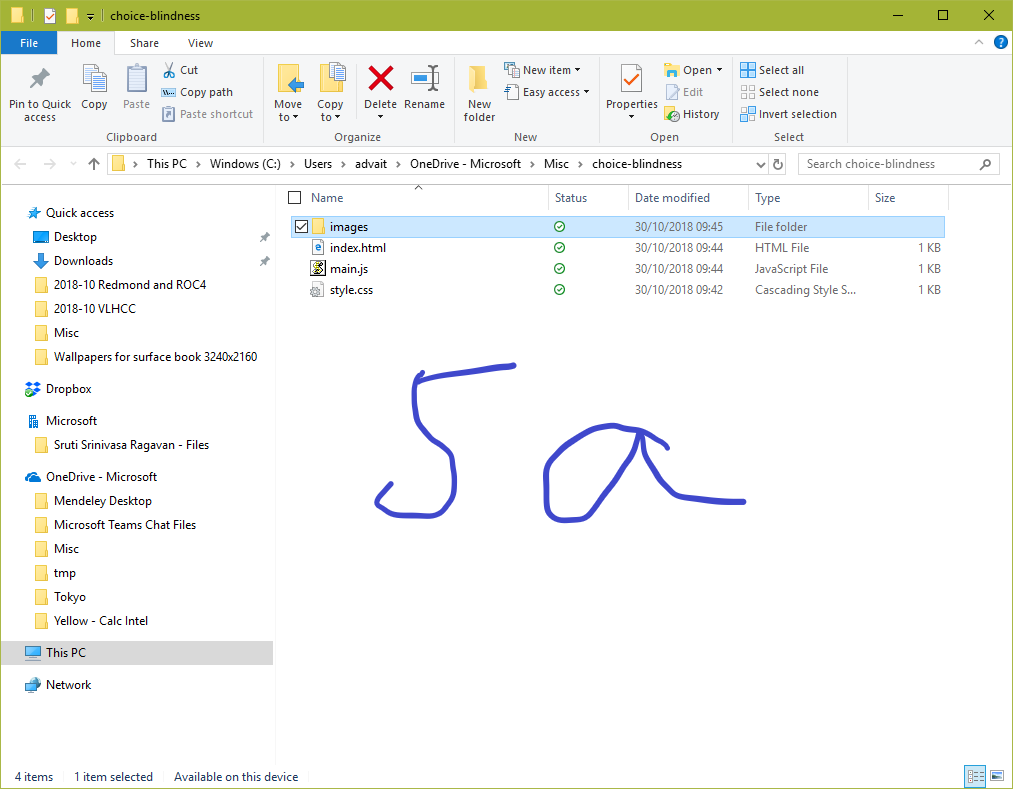 choice-blindness
File Home Share View
Pin to Quick access
Copy
Paste
Cut
Copy path
Paste shortcut
Clipboard
Move to
Copy to
Delete
Rename
Organize
New folder
New item
Easy access
New
Properties
Open
Edit
History
Open
Select all
Select none
Invert selection
Select
This PC > Windows (C:) > Users > advait > OneDrive - Microsoft > Misc > choice-blindness
Search choice-blindness
Quick access
Desktop
Downloads
2018-10 Redmond and ROC4
2018-10 VLHCC
Misc
Wallpapers for surface book 3240x2160
Dropbox
Microsoft
Sruti Srinivasa Ragavan - Files
OneDrive - Microsoft
Mendeley Desktop
Microsoft Teams Chat Files
Misc
tmp
Tokyo
Yellow - Calc Intel
This PC
Network
Name Status Date modified Type Size
images 30/10/2018 09:45 File folder
index.html 30/10/2018 09:44 HTML File 1 KB
main.js 30/10/2018 09:44 JavaScript File 1 KB
style.css 30/10/2018 09:42 Cascading Style S... 1 KB
5a
4 items 1 item selected Available on this device